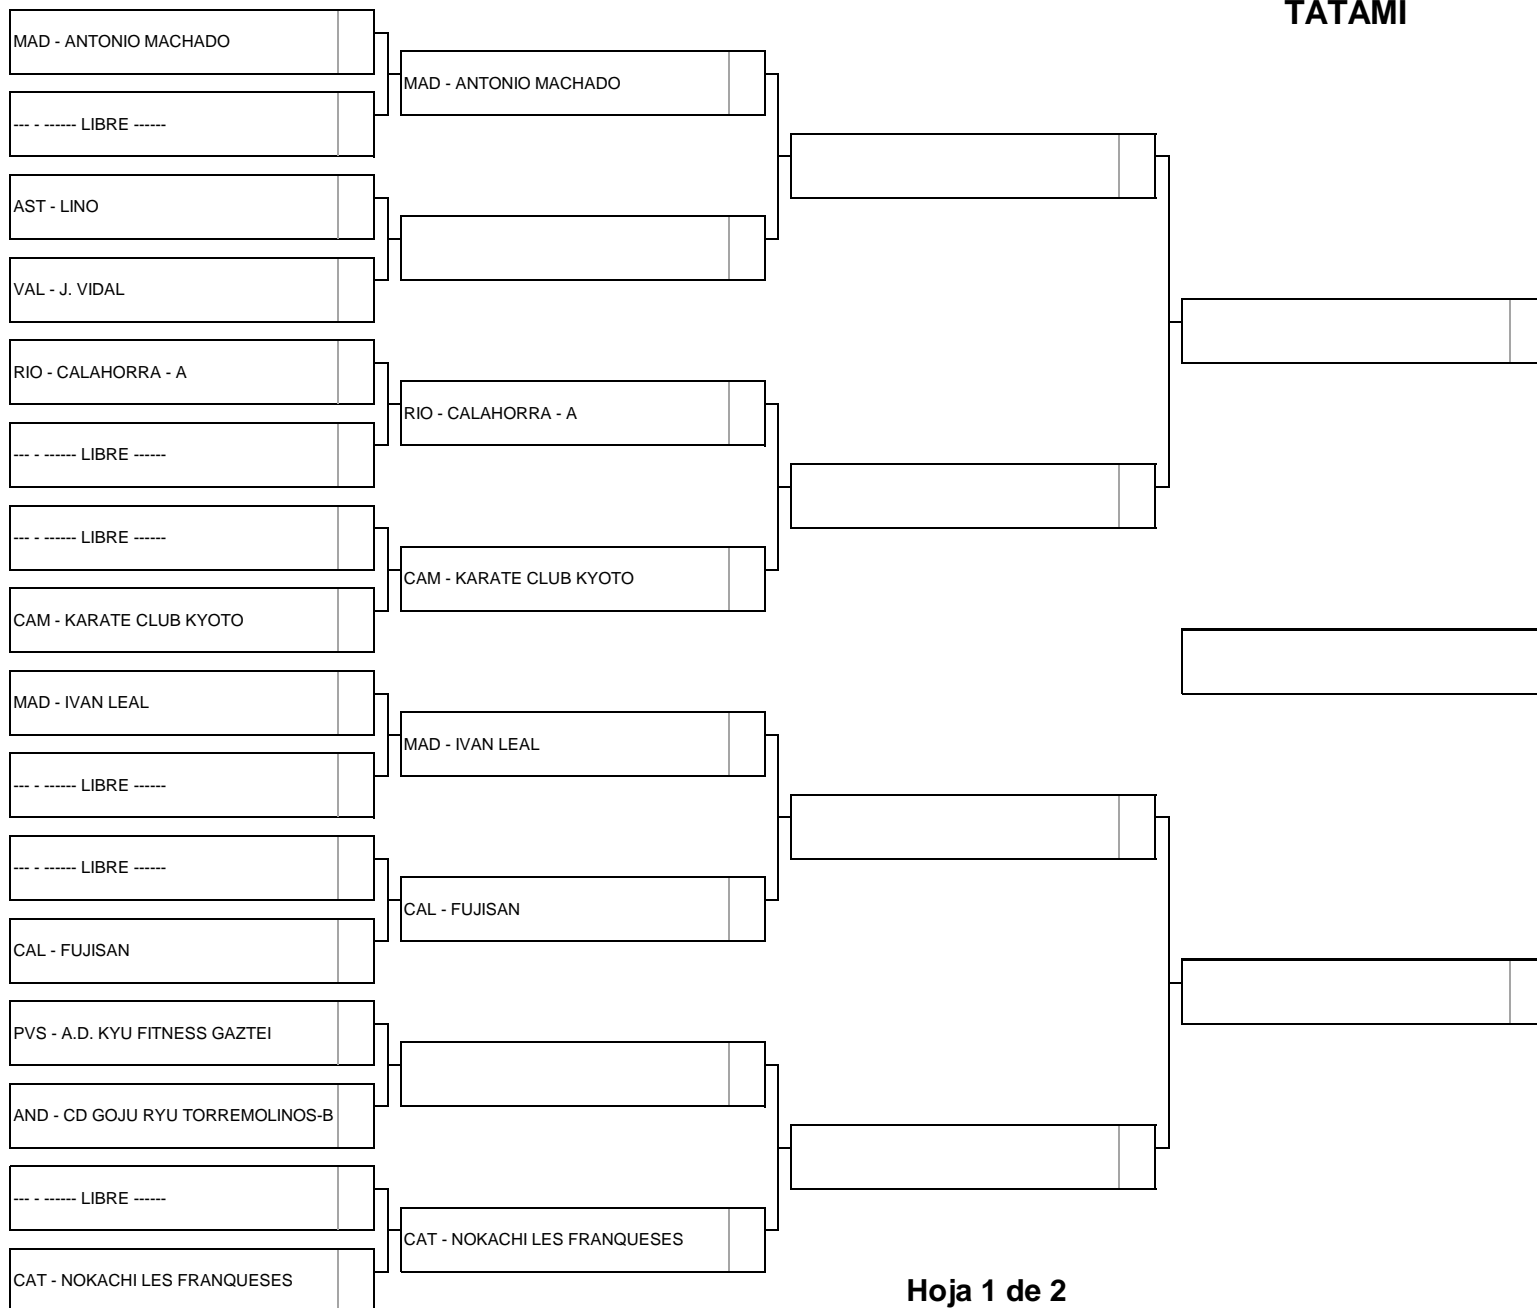 TATAMI
MAD - ANTONIO MACHADO
--- - ------ LIBRE ------
AST - LINO
VAL - J. VIDAL
RIO - CALAHORRA - A
--- - ------ LIBRE ------
--- - ------ LIBRE ------
CAM - KARATE CLUB KYOTO
MAD - IVAN LEAL
--- - ------ LIBRE ------
--- - ------ LIBRE ------
CAL - FUJISAN
PVS - A.D. KYU FITNESS GAZTEI
AND - CD GOJU RYU TORREMOLINOS-B
--- - ------ LIBRE ------
CAT - NOKACHI LES FRANQUESES
MAD - ANTONIO MACHADO
RIO - CALAHORRA - A
CAM - KARATE CLUB KYOTO
MAD - IVAN LEAL
CAL - FUJISAN
CAT - NOKACHI LES FRANQUESES
Hoja 1 de 2